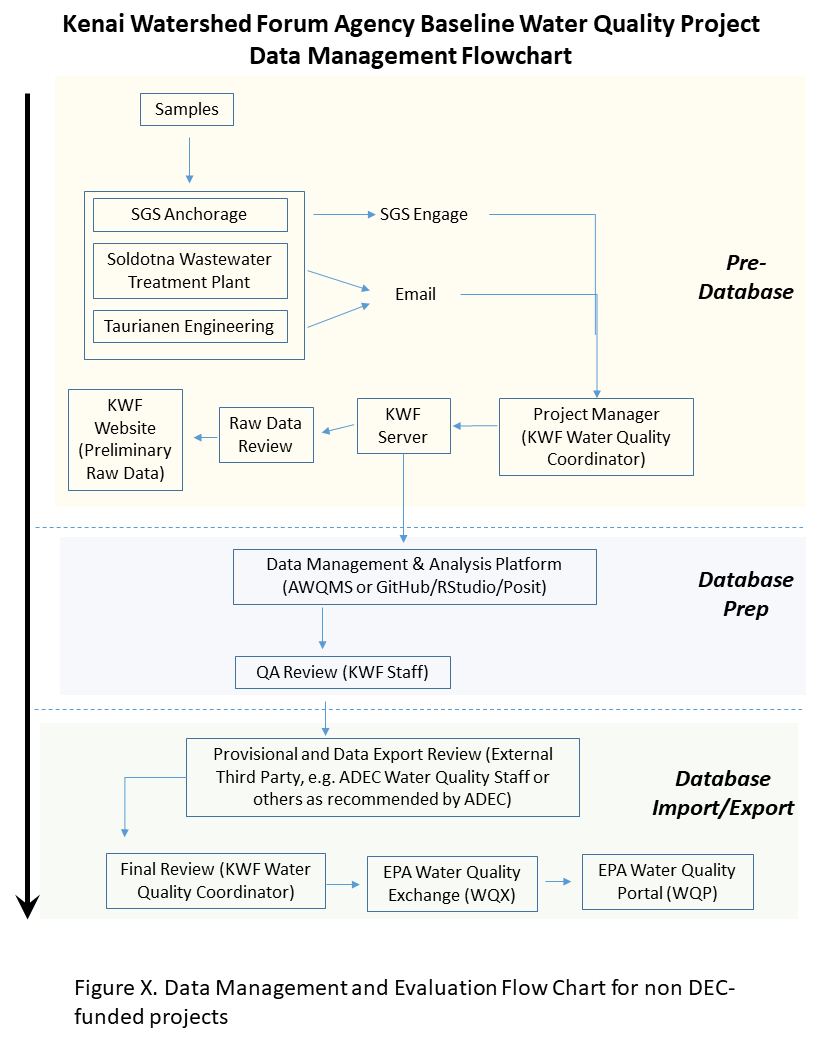 Kenai Watershed Forum Agency Baseline Water Quality Project
Data Management Flowchart
Samples
SGS Anchorage
SGS Engage
Soldotna Wastewater
Treatment Plant
Email
Taurianen Engineering
Pre-
Database
KWF
Website
(Preliminary
Raw Data)
Raw Data
Review
KWF
Server
Project Manager
(KWF Water Quality
Coordinator)
Data Management & Analysis Platform
(AWQMS or GitHub/RStudio/Posit)
Database
Prep
QA Review (KWF Staff)
Provisional and Data Export Review (External
Third Party, e.g. ADEC Water Quality Staff or
others as recommended by ADEC)
Database
Import/Export
Final Review (KWF Water
Quality Coordinator)
EPA Water Quality
Exchange (WQX)
EPA Water Quality
Portal (WQP)
Figure X. Data Management and Evaluation Flow Chart for non DEC-
funded projects